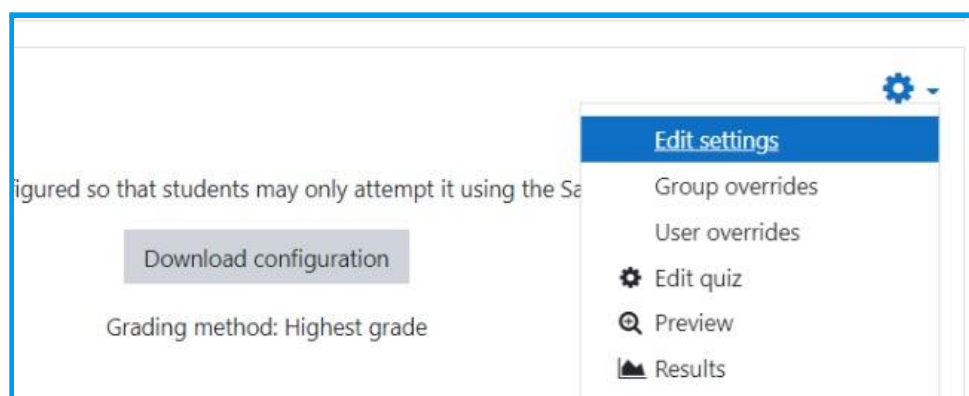 Edit settings
Group overrides
figured so that students may only attempt it using the Sa
User overrides
Download configuration
Edit quiz
Preview
Grading method: Highest grade
Results